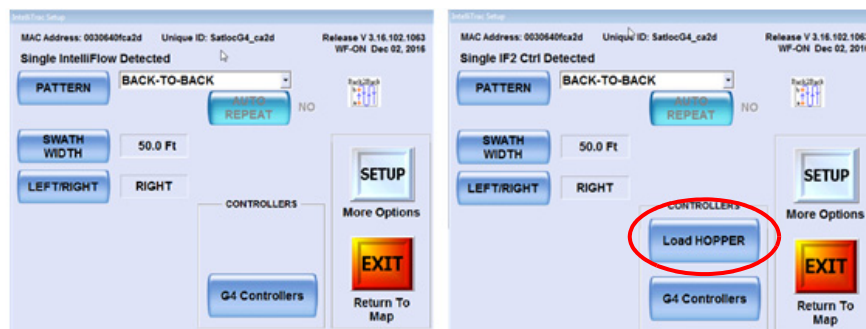 IntelliTrac Setup
MAC Address: 0030640fca2d Unique ID: SatlocG4_ca2d Release V 3.16.102.1063
WF-ON Dec 02, 2016
Single IntelliFlow Detected
PATTERN
BACK-TO-BACK
Back2Back
AUTO REPEAT
NO
SWATH WIDTH
50.0 Ft
LEFT/RIGHT
RIGHT
CONTROLLERS
G4 Controllers
SETUP
More Options
EXIT
Return To
Map
IntelliTrac Setup
MAC Address: 0030640fca2d Unique ID: SatlocG4_ca2d Release V 3.16.102.106
WF-ON Dec 02, 201
Single IF2 Ctrl Detected
PATTERN
BACK-TO-BACK
Back2Back
AUTO REPEAT
NO
SWATH WIDTH
50.0 Ft
LEFT/RIGHT
RIGHT
CONTROLLERS
Load HOPPER
G4 Controllers
SETUP
More Options
EXIT
Return To
Map